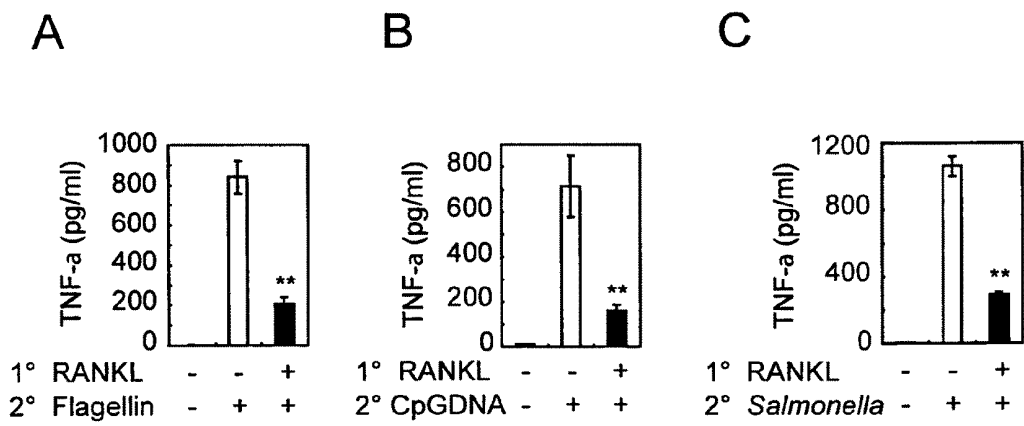 A
B
C
TNF-a (pg/ml)
1000
800
600
400
200
0
**
1° RANKL - - +
2° Flagellin - + +
TNF-a (pg/ml)
800
600
400
200
0
**
1° RANKL - - +
2° CpGDNA - + +
TNF-a (pg/ml)
1200
800
400
0
**
1° RANKL - - +
2° Salmonella - + +